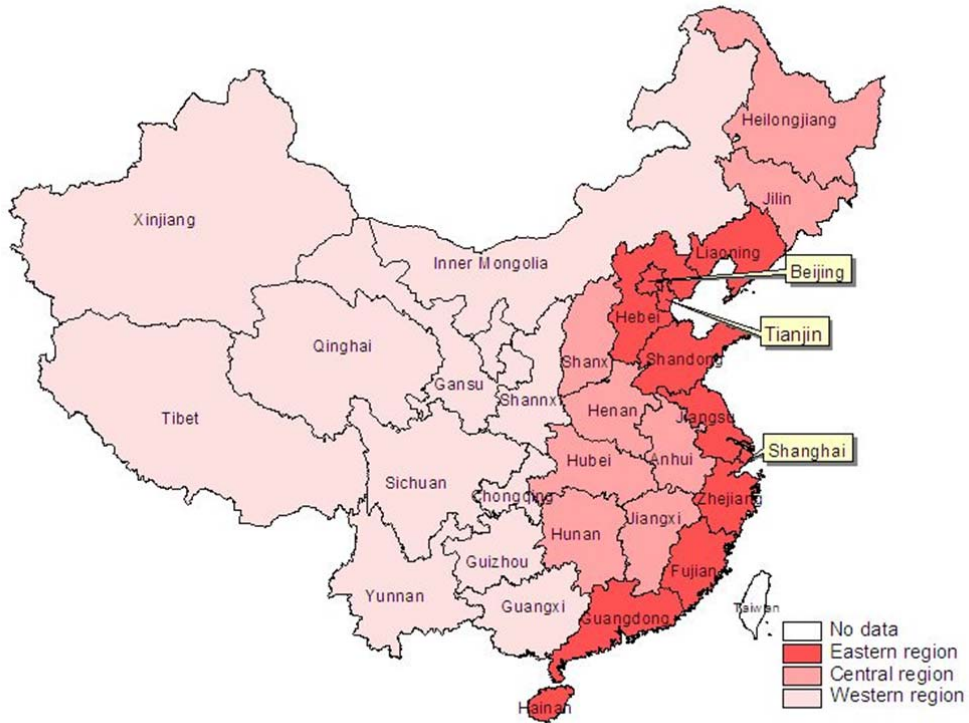 Heilongjiang
Jilin
Xinjiang
Liaoning
Inner Mongolia
Beijing
Hebei
Tianjin
Qinghai
Shanxi
Shandong
Gansu
Shannxi
Tibet
Henan
Jiangsu
Hubei
Anhui
Shanghai
Sichuan
Chongqing
Zhejiang
Hunan
Jiangxi
Guizhou
Fujian
Yunnan
Guangxi
Guangdong
Taiwan
Hainan
No data
Eastern region
Central region
Western region